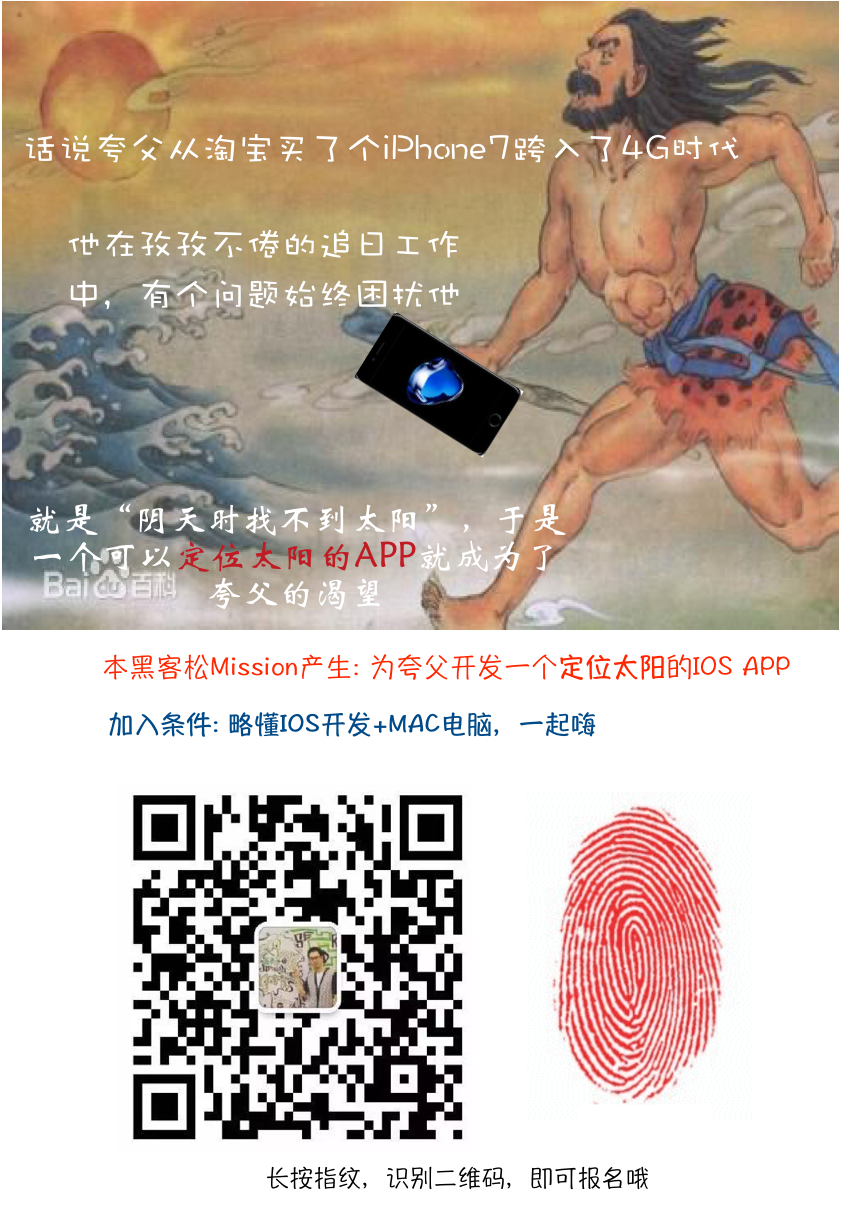 话说夸父从淘宝买了个iPhone7跨入了4G时代
他在孜孜不倦的追日工作
中，有个问题始终困扰他
就是“阴天时找不到太阳”，于是
一个可以定位太阳的APP就成为了
夸父的渴望
Bai du 百科
本黑客松Mission产生: 为夸父开发一个定位太阳的IOS APP
加入条件: 略懂IOS开发+MAC电脑，一起嗨
长按指纹，识别二维码，即可报名哦